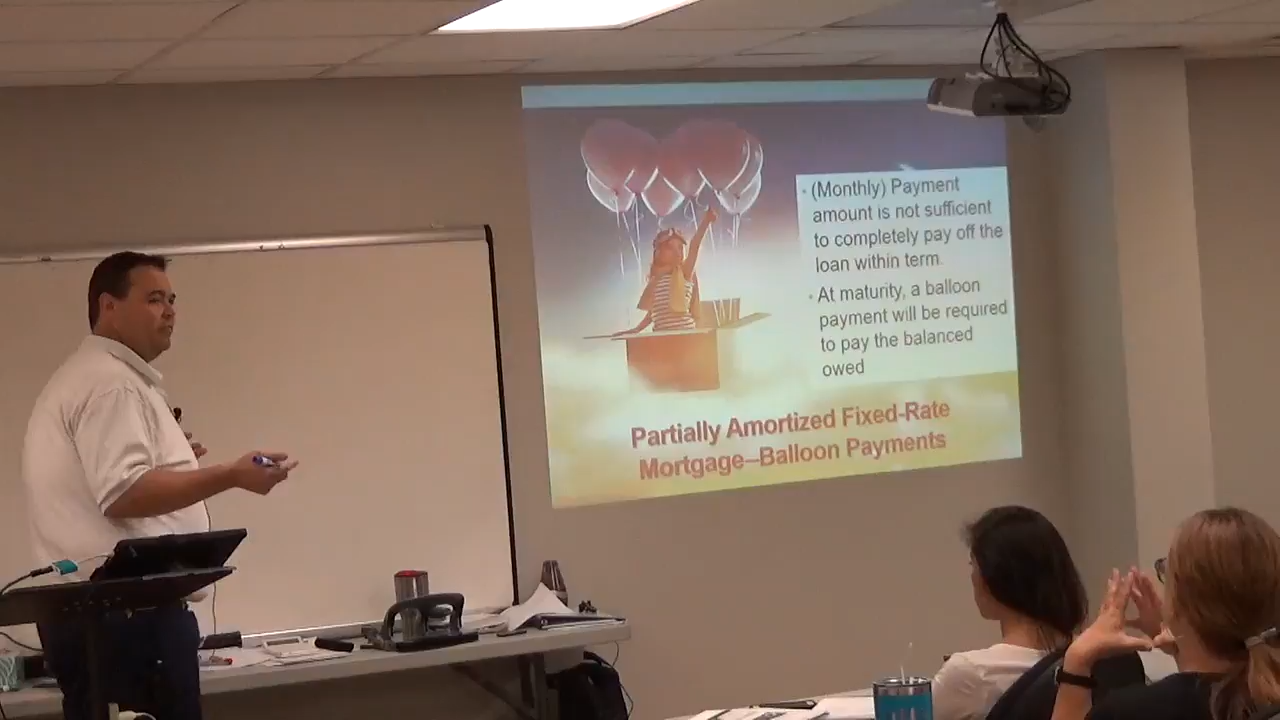 • (Monthly) Payment
amount is not sufficient
to completely pay off the
loan within term.
• At maturity, a balloon
payment will be required
to pay the balanced
owed
Partially Amortized Fixed-Rate
Mortgage–Balloon Payments